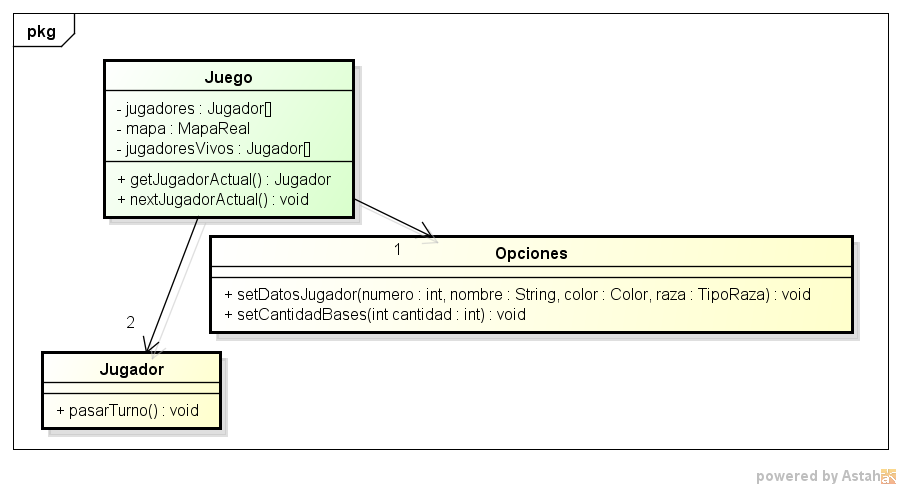 pkg
Juego
- jugadores : Jugador[]
- mapa : MapaReal
- jugadoresVivos : Jugador[]
+ getJugadorActual() : Jugador
+ nextJugadorActual() : void
1
Opciones
+ setDatosJugador(numero : int, nombre : String, color : Color, raza : TipoRaza) : void
+ setCantidadBases(int cantidad : int) : void
2
Jugador
+ pasarTurno() : void
powered by Astah